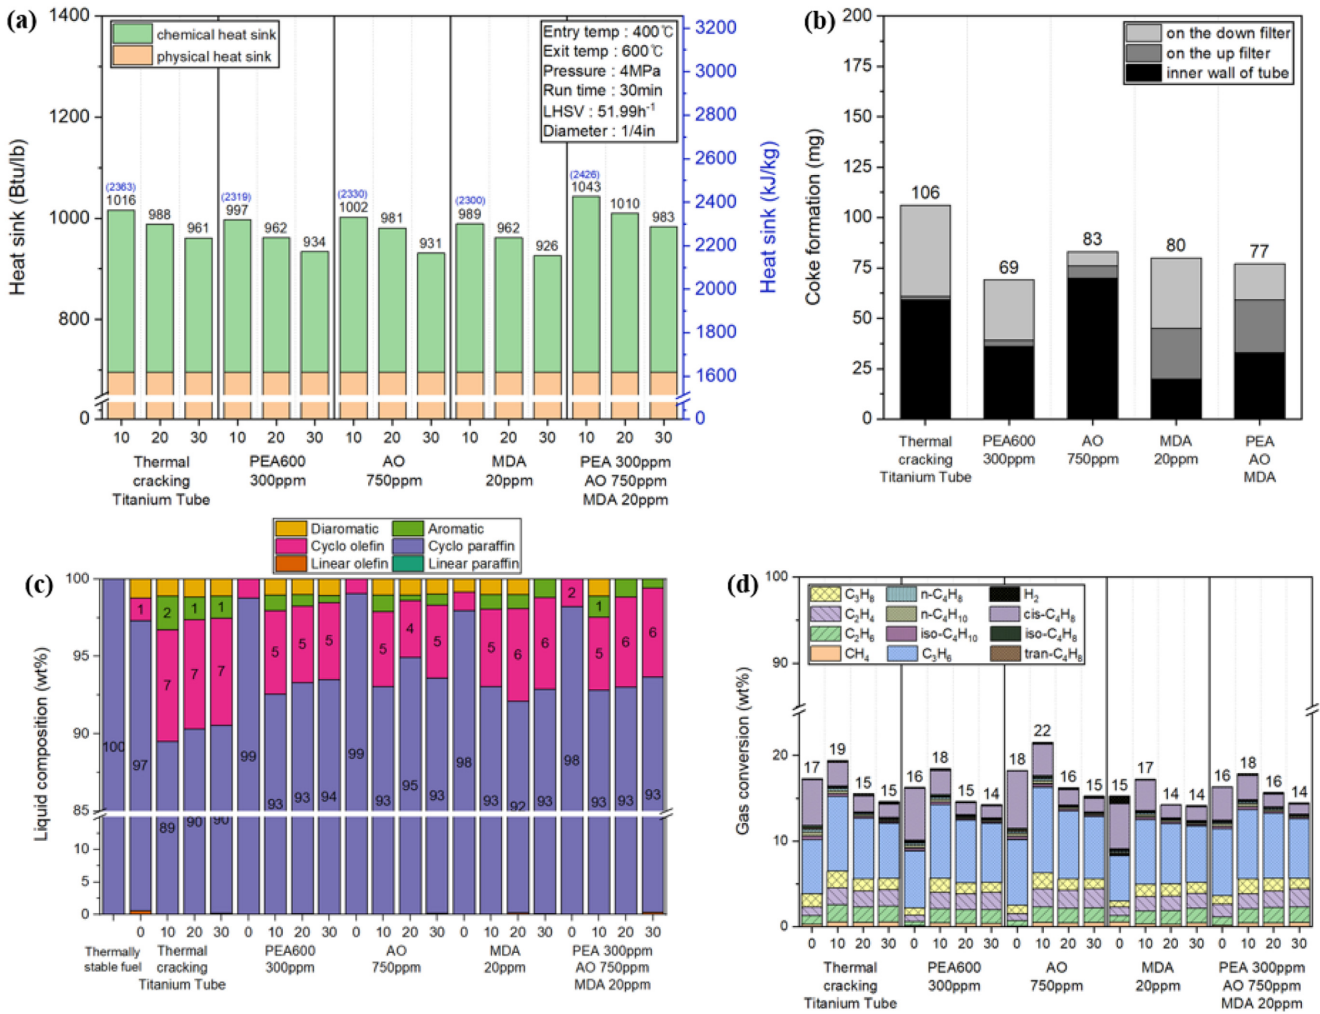 (a)
Heat sink (Btu/lb)
1400
1200
1000
800
0
chemical heat sink
physical heat sink
Entry temp : 400℃
Exit temp : 600℃
Pressure : 4MPa
Run time : 30min
LHSV : 51.99h⁻¹
Diameter : 1/4in
(2363)
1016
988
961
(2319)
997
962
934
(2330)
1002
981
931
(2300)
989
962
926
(2426)
1043
1010
983
3200
3000
2800
2600
2400
2200
2000
1800
1600
0
Heat sink (kJ/kg)
10 20 30 10 20 30 10 20 30 10 20 30 10 20 30
Thermal
cracking
Titanium Tube
PEA600
300ppm
AO
750ppm
MDA
20ppm
PEA 300ppm
AO 750ppm
MDA 20ppm
(b)
Coke formation (mg)
200
175
150
125
100
75
50
25
0
on the down filter
on the up filter
inner wall of tube
106
69
83
80
77
Thermal
cracking
Titanium Tube
PEA600
300ppm
AO
750ppm
MDA
20ppm
PEA
AO
MDA
(c)
Diaromatic
Aromatic
Cyclo olefin
Cyclo paraffin
Linear olefin
Linear paraffin
Liquid composition (wt%)
100
95
90
85
10
5
0
100
1
97
2
7
89
1
7
90
1
7
90
99
5
93
5
93
5
94
99
5
93
4
95
5
93
98
5
93
6
92
6
93
2
98
1
5
93
6
93
6
93
0 10 20 30 0 10 20 30 0 10 20 30 0 10 20 30 0 10 20 30
Thermally
stable fuel
Thermal
cracking
Titanium Tube
PEA600
300ppm
AO
750ppm
MDA
20ppm
PEA 300ppm
AO 750ppm
MDA 20ppm
(d)
Gas conversion (wt%)
100
90
20
10
0
C₃H₈
n-C₄H₈
H₂
C₂H₄
n-C₄H₁₀
cis-C₄H₈
C₂H₆
iso-C₄H₁₀
iso-C₄H₈
CH₄
C₃H₆
tran-C₄H₈
17 19 15 15 16 18 15 14 18 22 16 15 15 17 14 14 16 18 16 14
0 10 20 30 0 10 20 30 0 10 20 30 0 10 20 30 0 10 20 30
Thermal
cracking
Titanium Tube
PEA600
300ppm
AO
750ppm
MDA
20ppm
PEA 300ppm
AO 750ppm
MDA 20ppm